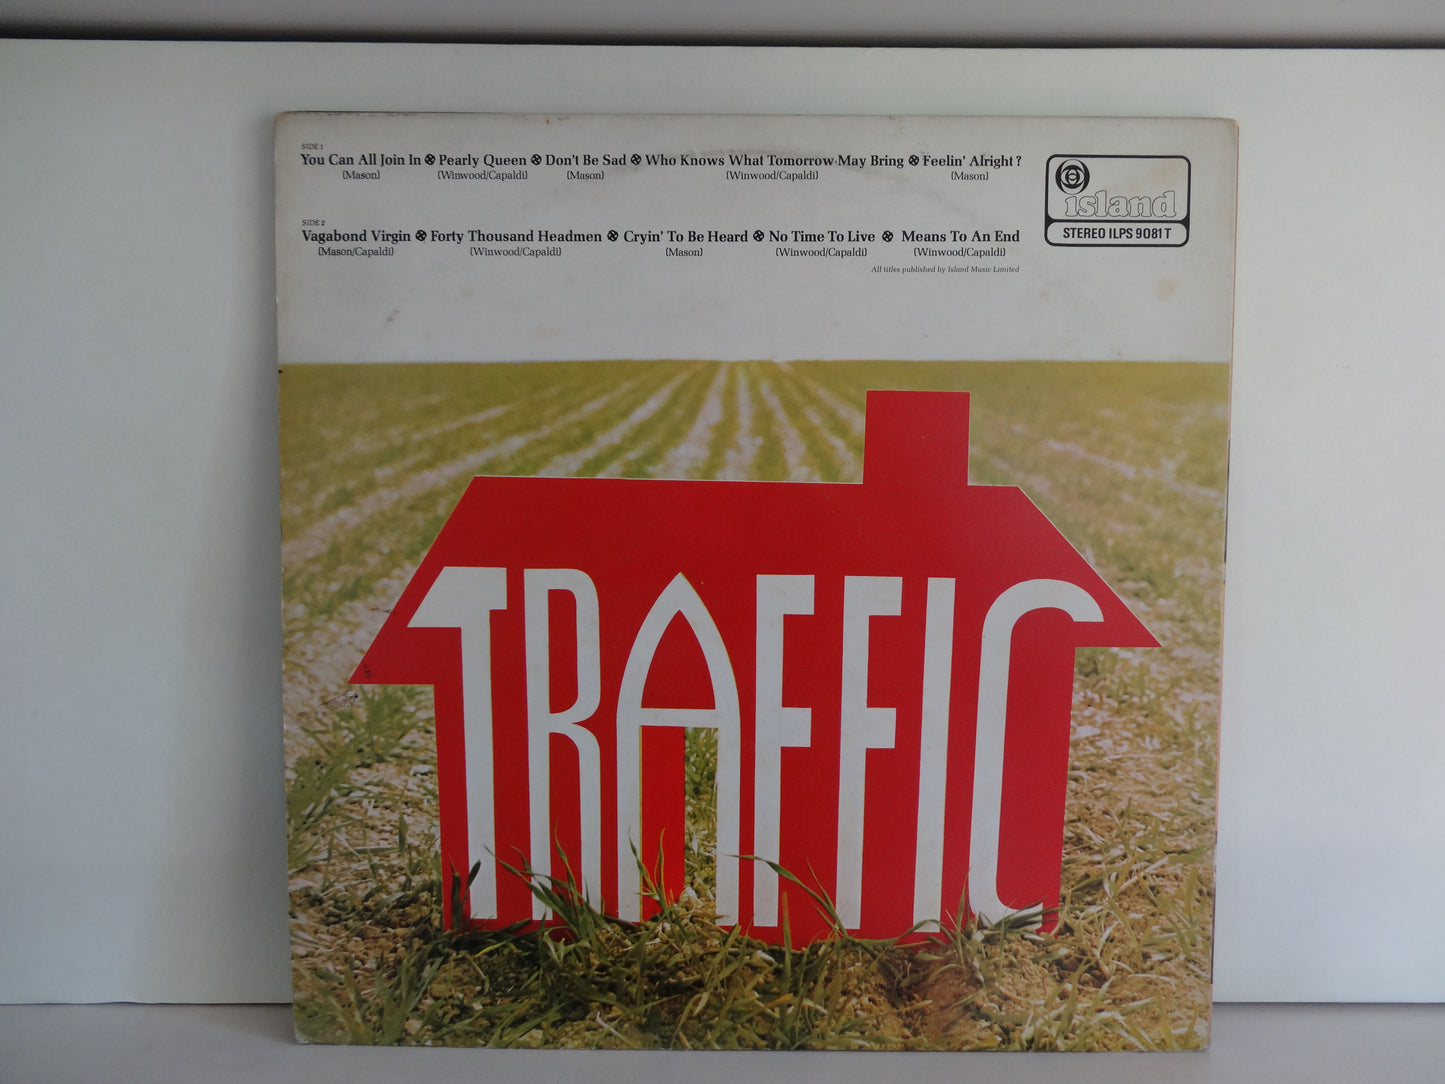 SIDE 1
You Can All Join In Pearly Queen Don't Be Sad Who Knows What Tomorrow May Bring Feelin' Alright?
(Mason) (Winwood/Capaldi) (Mason) (Winwood/Capaldi) (Mason)
SIDE 2
Vagabond Virgin Forty Thousand Headmen Cryin' To Be Heard No Time To Live Means To An End
(Mason/Capaldi) (Winwood/Capaldi) (Mason) (Winwood/Capaldi) (Winwood/Capaldi)
All titles published by Island Music Limited
island
STEREO ILPS 9081 T
TRAFFIC